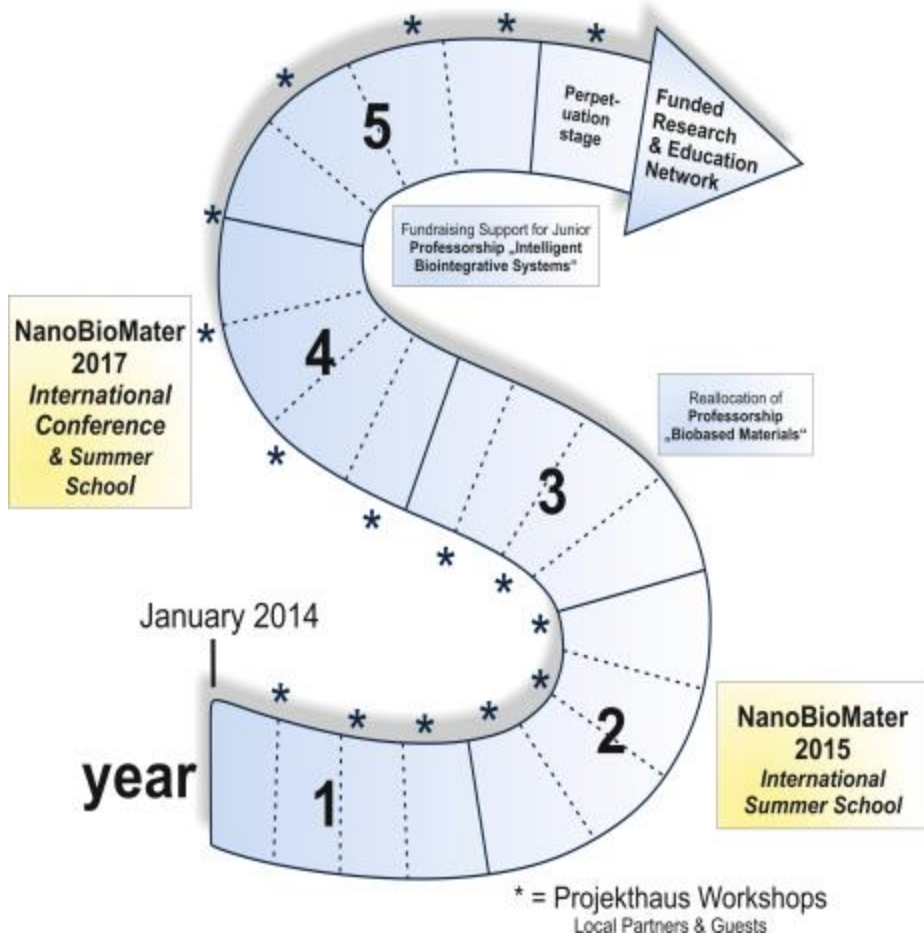 January 2014
year
1
2
3
4
5
Perpet-
uation
stage
Funded
Research
& Education
Network
Fundraising Support for Junior
Professorship „Intelligent
Biointegrative Systems“
NanoBioMater
2017
International
Conference
& Summer
School
Reallocation of
Professorship
„Biobased Materials“
NanoBioMater
2015
International
Summer School
* = Projekthaus Workshops
Local Partners & Guests